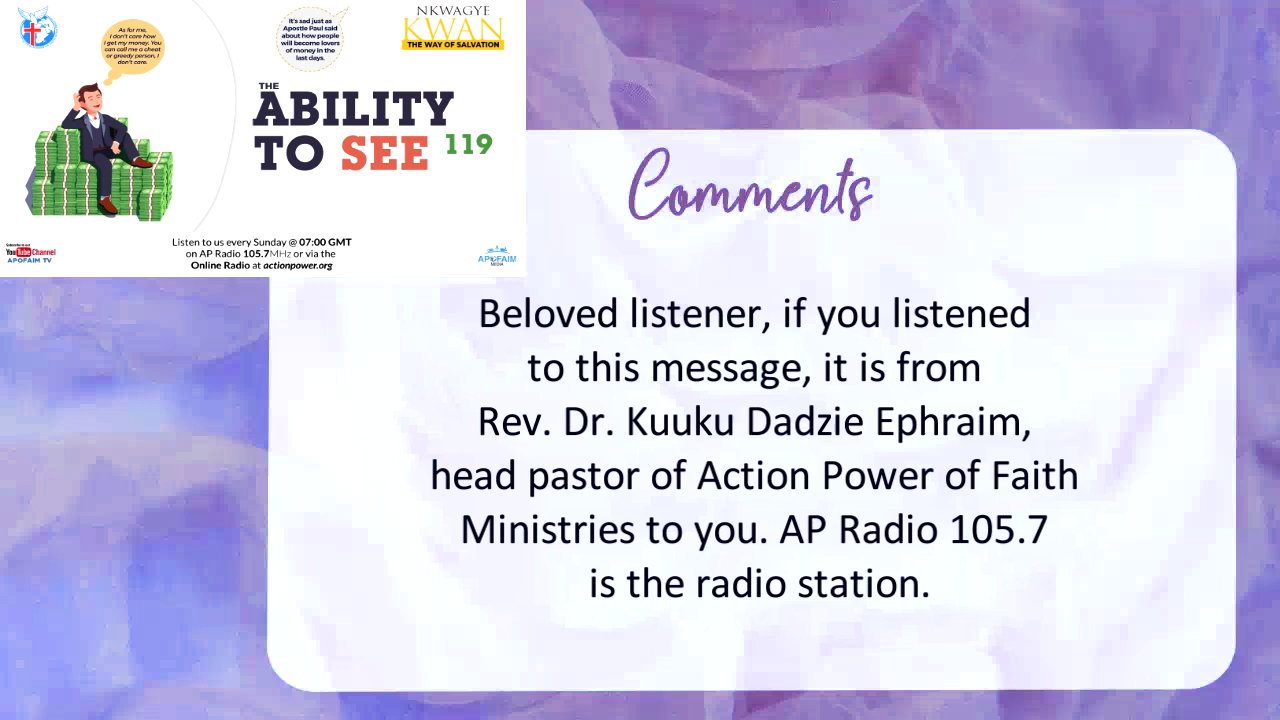 As for me,
I don't care how
I get my money. You
can call me a cheat
or greedy person, I
don't care.
It's sad just as
Apostle Paul said
about how people
will become lovers
of money in the
last days.
NKWAGYE
KWAN
THE WAY OF SALVATION
THE
ABILITY
TO SEE 119
Subscribe to our
YouTube Channel
APOFAIM TV
Listen to us every Sunday @ 07:00 GMT
on AP Radio 105.7MHz or via the
Online Radio at actionpower.org
APOFAIM
MEDIA
Comments
Beloved listener, if you listened
to this message, it is from
Rev. Dr. Kuuku Dadzie Ephraim,
head pastor of Action Power of Faith
Ministries to you. AP Radio 105.7
is the radio station.